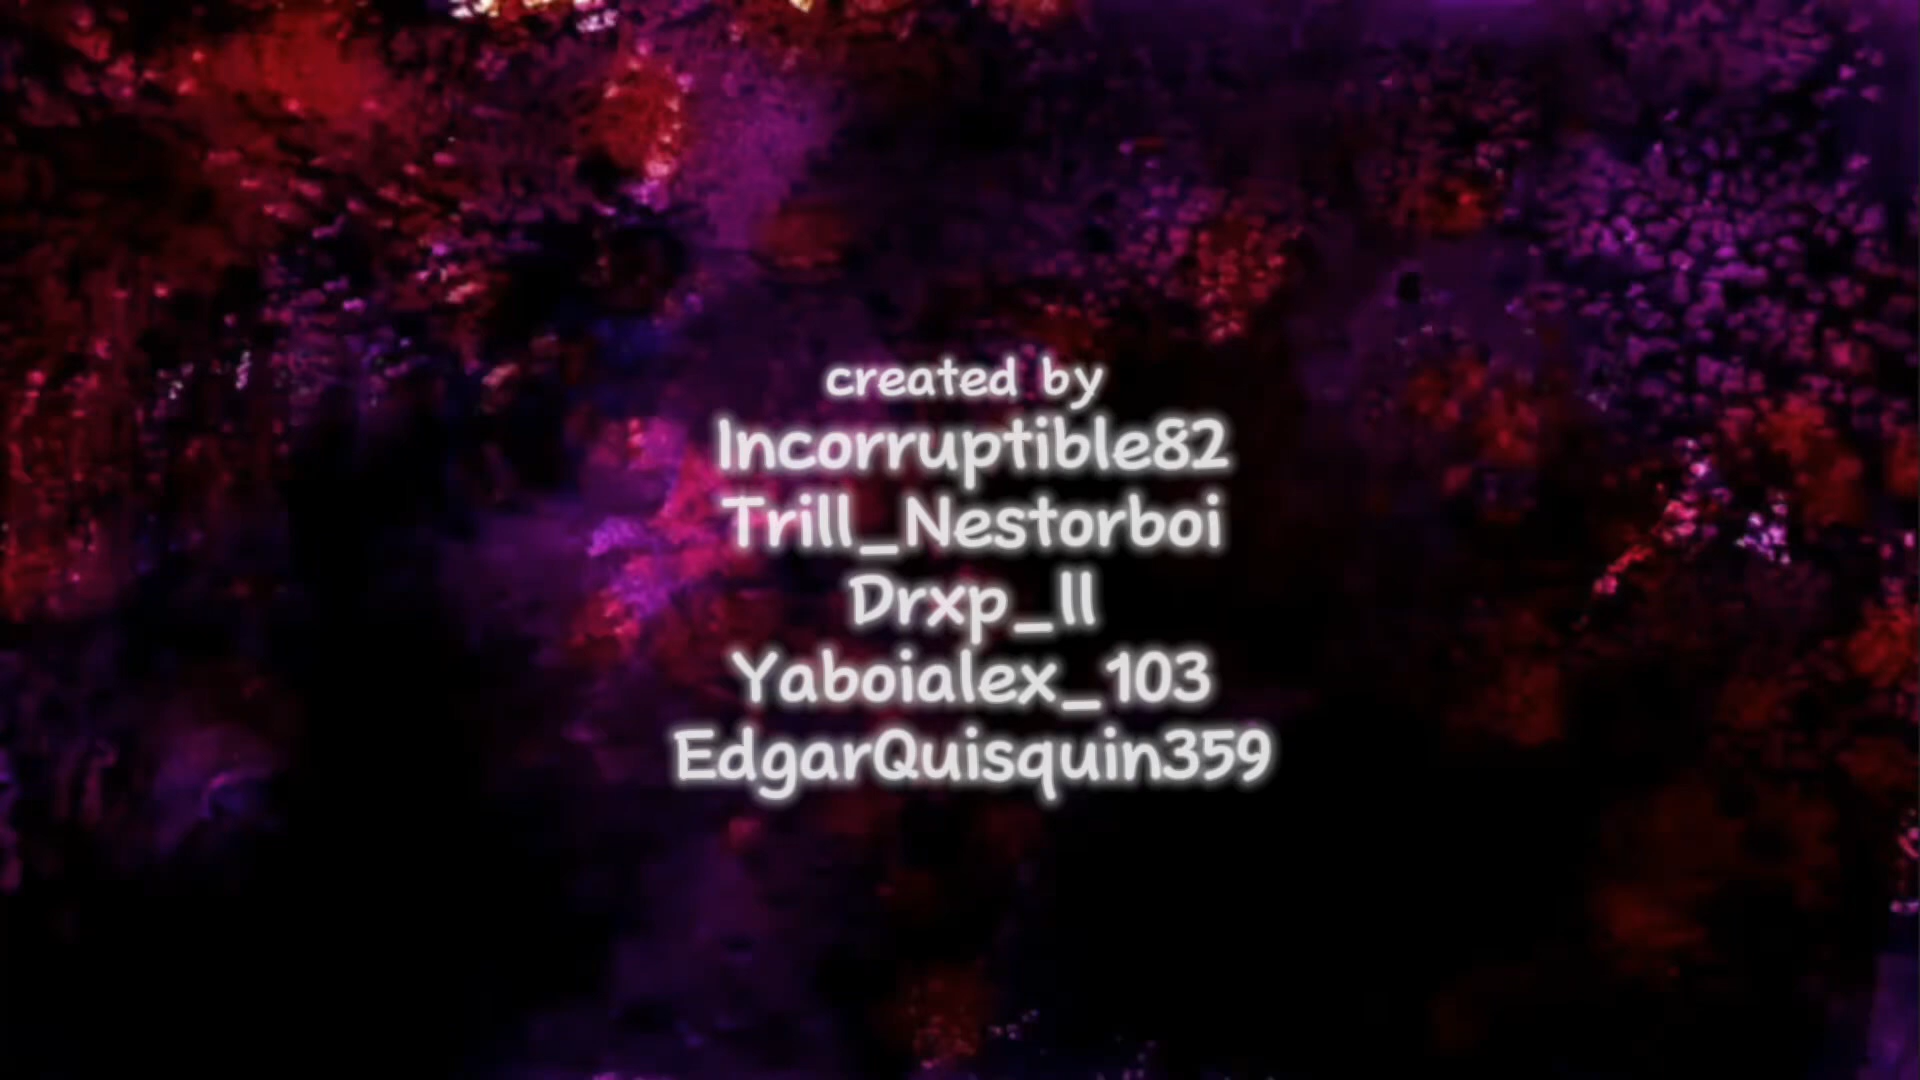 created by
Incorruptible82
Trill_Nestorboi
Drxp_ll
Yaboialex_103
EdgarQuisquin359